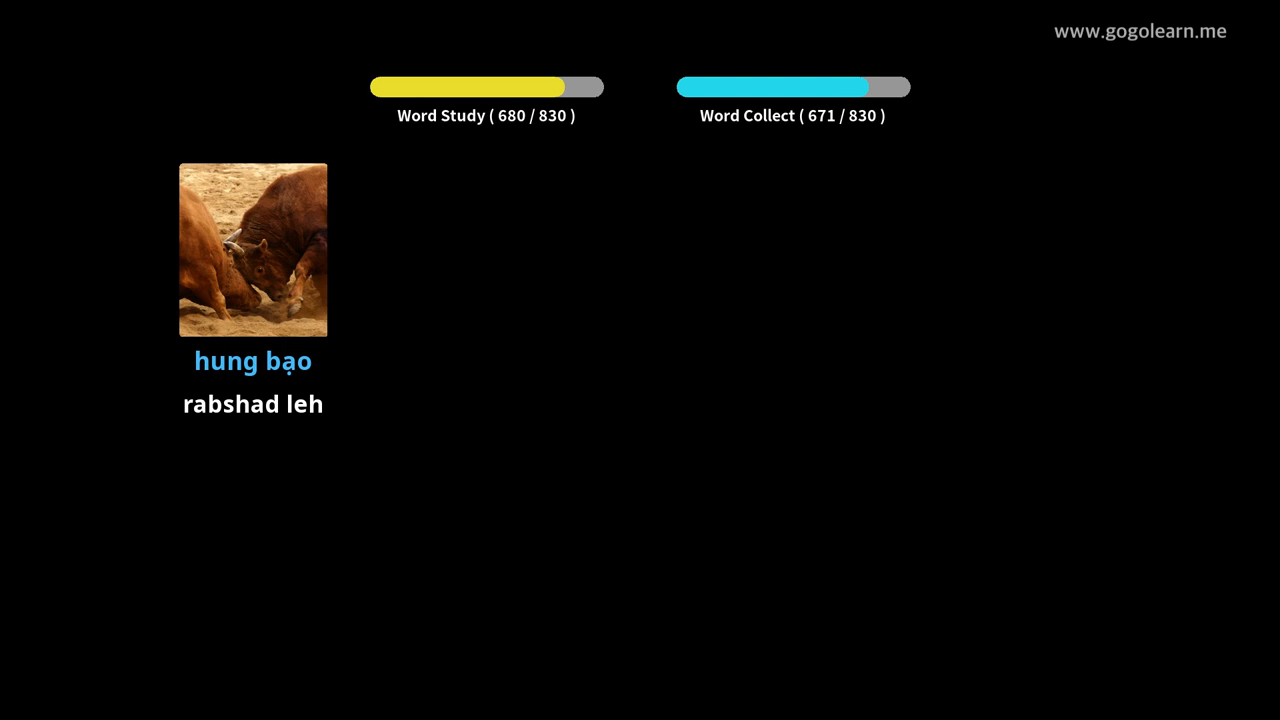 www.gogolearn.me
Word Study ( 680 / 830 )
Word Collect ( 671 / 830 )
hung bạo
rabshad leh